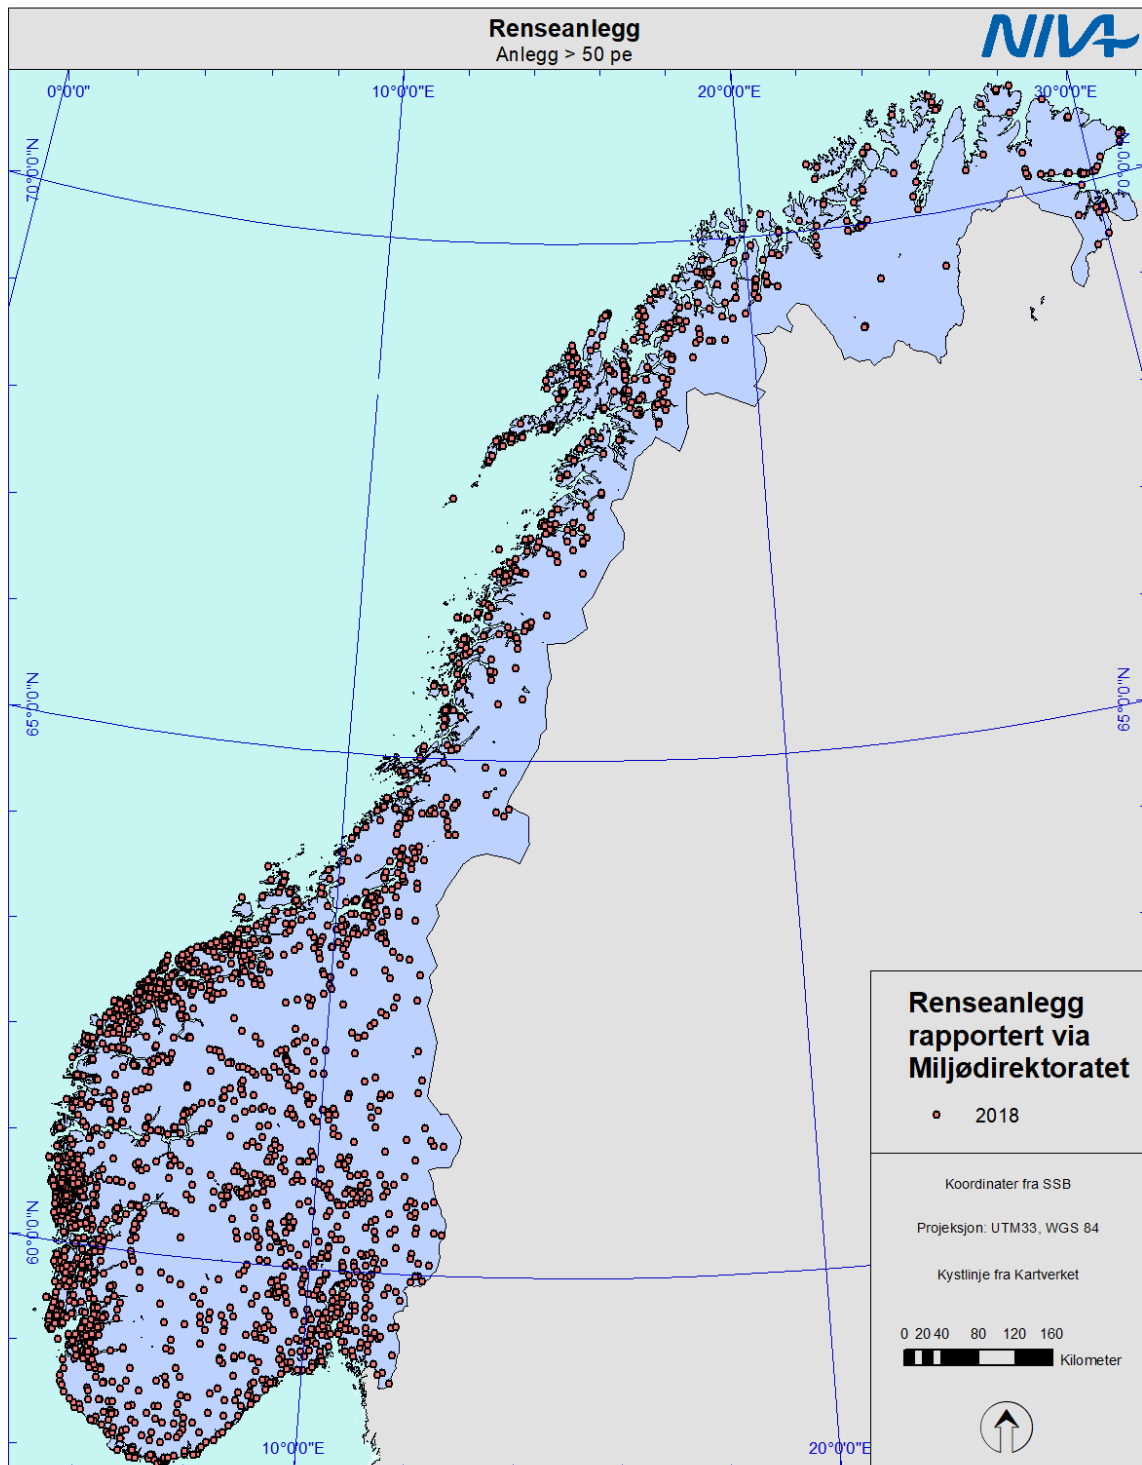 Renseanlegg
Anlegg > 50 pe
NIVA
0°0'0"
10°0'0"E
20°0'0"E
30°0'0"E
70°0'0"N
70°0'0"N
65°0'0"N
65°0'0"N
60°0'0"N
10°0'0"E
20°0'0"E
Renseanlegg
rapportert via
Miljødirektoratet
2018
Koordinater fra SSB
Projeksjon: UTM33, WGS 84
Kystlinje fra Kartverket
0 20 40 80 120 160
Kilometer